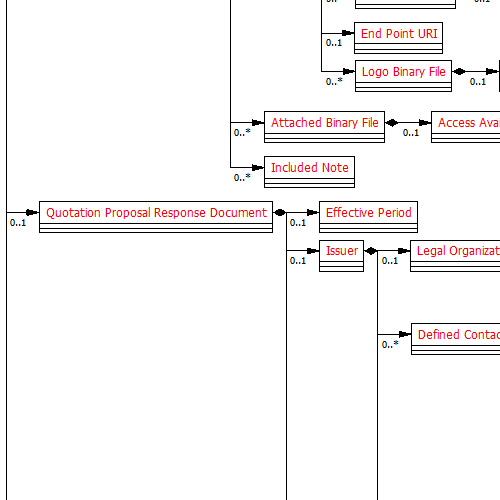 End Point URI
0..1
Logo Binary File
0..*
0..1
Attached Binary File
0..*
0..1
Access Ava
Included Note
0..*
Quotation Proposal Response Document
0..1
Effective Period
0..1
Issuer
0..1
Legal Organizat
0..1
Defined Contac
0..*